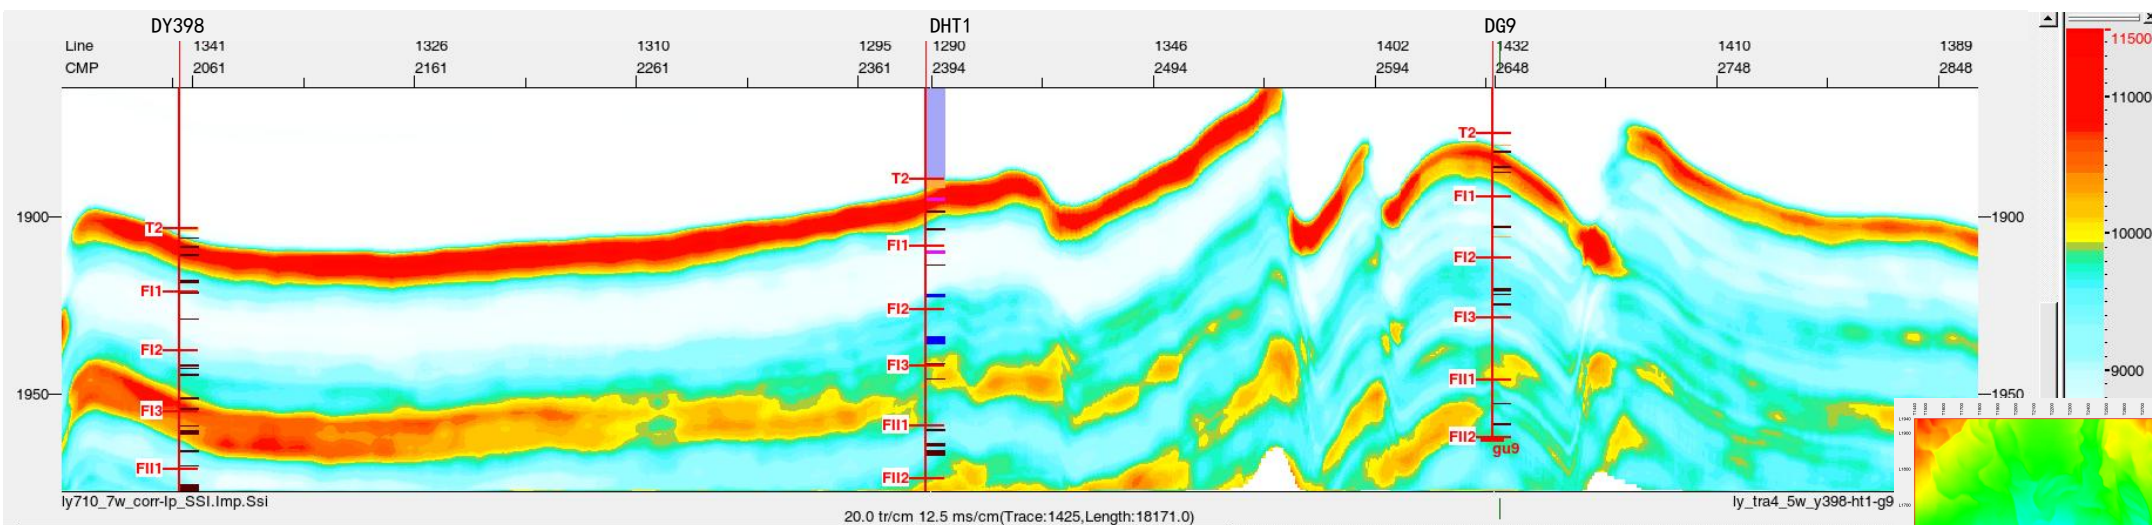 DY398 DHT1 DG9
Line 1341 1326 1310 1295 1290 1346 1402 1432 1410 1389
CMP 2061 2161 2261 2361 2394 2494 2594 2648 2748 2848
11500
11000
10000
9000
1900 1900
1950 1950
T2
FI1
FI2
FI3
FII1
T2
FI1
FI2
FI3
FII1
FII2
T2
FI1
FI2
FI3
FII1
FII2
gu9
ly710_7w_corr-Ip_SSI.Imp.Ssi
ly_tra4_5w_y398-ht1-g9
20.0 tr/cm 12.5 ms/cm(Trace:1425,Length:18171.0)